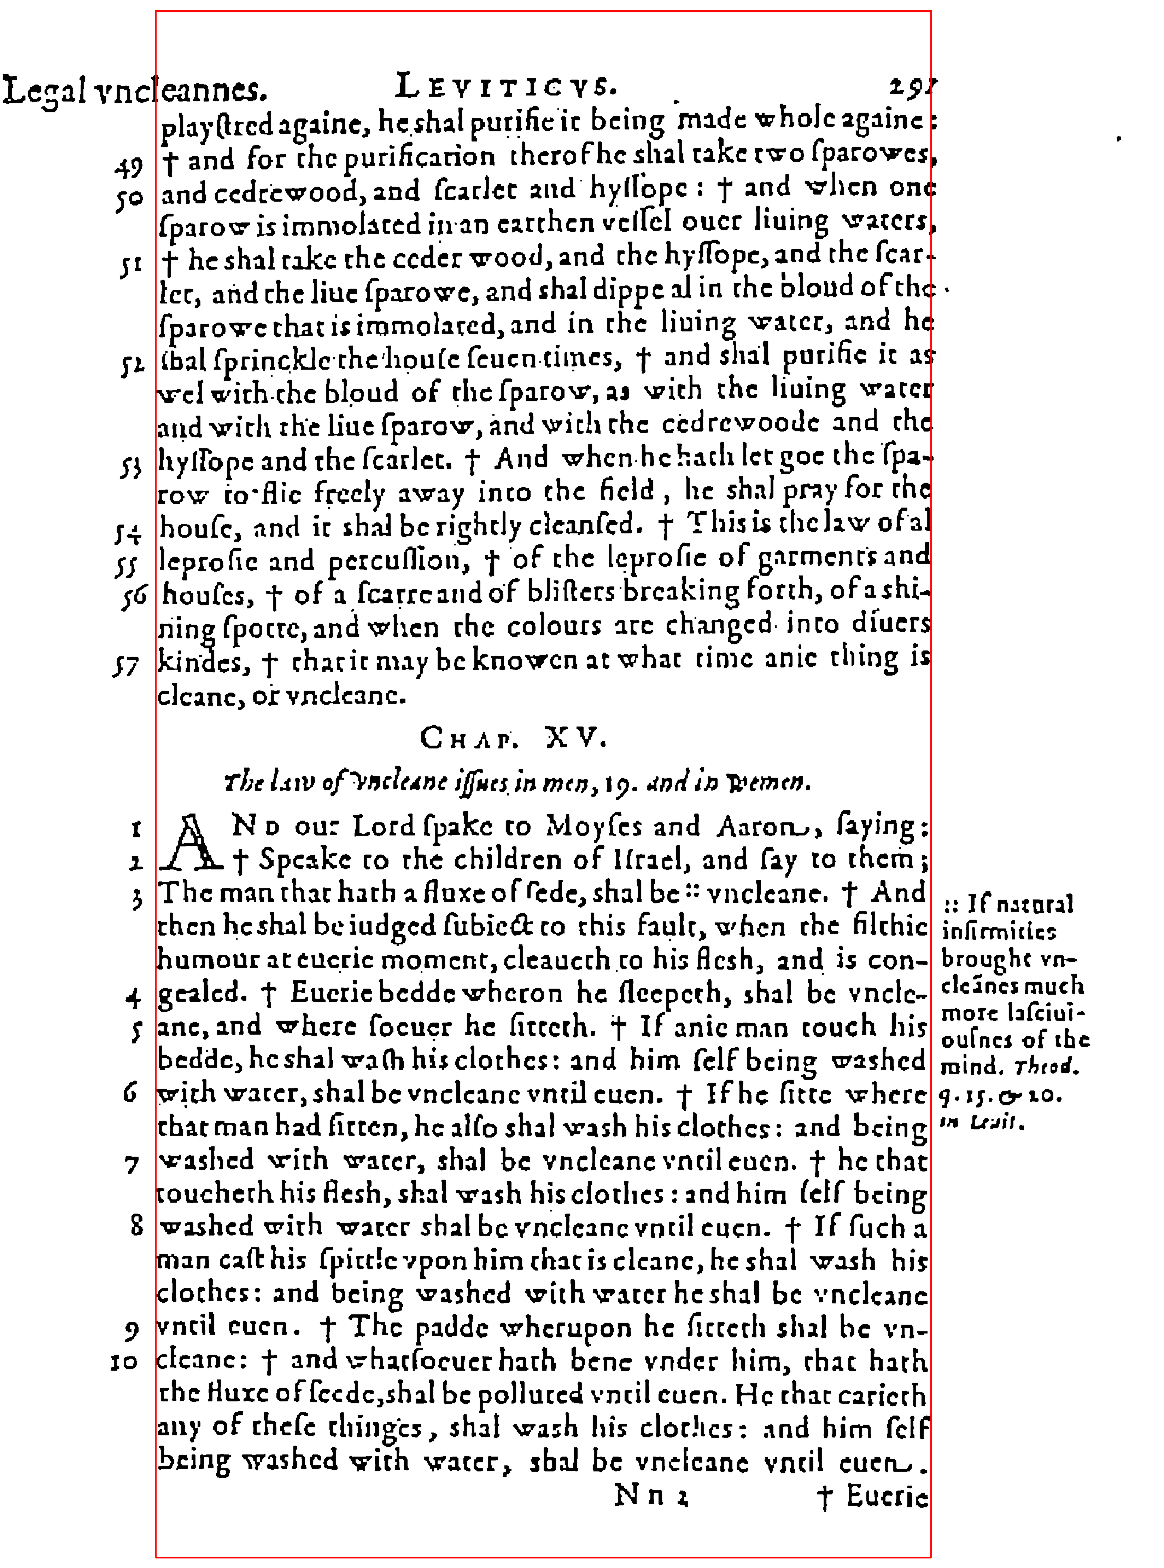 Legal vncleannes. LEVITICVS. 291
playſtred againe, he shal purifie it being made whole againe:
49 † and for the purification therof he shal take two ſparowes,
50 and cedrewood, and ſcarlet and hyſſope: † and when one
ſparow is immolated in an earthen veſſel ouer liuing waters,
51 † he shal take the ceder wood, and the hyſſope, and the ſcar-
let, and the liue ſparowe, and shal dippe al in the bloud of the
ſparowe that is immolated, and in the liuing water, and he
52 shal ſprinckle the houſe ſeuen times, † and shal purifie it as
wel with the bloud of the ſparow, as with the liuing water
and with the liue ſparow, and with the cedrewoode and the
53 hyſſope and the ſcarlet. † And when he hath let goe the ſpa-
row to flie freely away into the field, he shal pray for the
54 houſe, and it shal be rightly cleanſed. † This is the law of al
55 leproſie and percuſſion, † of the leproſie of garments and
56 houſes, † of a ſcarre and of bliſters breaking forth, of a shi-
ning ſpotte, and when the colours are changed into diuers
57 kindes, † that it may be knowen at what time anie thing is
cleane, or vncleane.
CHAP. XV.
The law of vncleane iſſues in men, 19. and in wemen.
1 AND our Lord ſpake to Moyſes and Aaron, ſaying:
2 † Speake to the children of Iſrael, and ſay to them;
3 The man that hath a fluxe of ſede, shal be :: vncleane. † And
then he shal be iudged ſubiect to this fault, when the filthie
humour at euerie moment, cleaueth to his flesh, and is con-
4 gealed. † Euerie bedde wheron he ſleepeth, shal be vncle-
5 ane, and where ſoeuer he ſitteth. † If anie man touch his
bedde, he shal waſh his clothes: and him ſelf being washed
6 with water, shal be vncleane vntil euen. † If he ſitte where
that man had ſitten, he alſo shal wash his clothes: and being
7 washed with water, shal be vncleane vntil euen. † he that
toucheth his flesh, shal wash his clothes: and him ſelf being
8 washed with water shal be vncleane vntil euen. † If ſuch a
man caſt his ſpittle vpon him that is cleane, he shal wash his
clothes: and being washed with water he shal be vncleane
9 vntil euen. † The padde wherupon he ſitteth shal be vn-
10 cleane: † and whatſoeuer hath bene vnder him, that hath
the fluxe of ſeede, shal be polluted vntil euen. He that carieth
any of theſe thinges, shal wash his clothes: and him ſelf
being washed with water, shal be vncleane vntil euen.
Nn 2 † Euerie
:: If natural
infirmities
brought vn-
cleãnes much
more laſciui-
ouſnes of the
mind. Theod.
q. 15. & 20.
in Leuit.